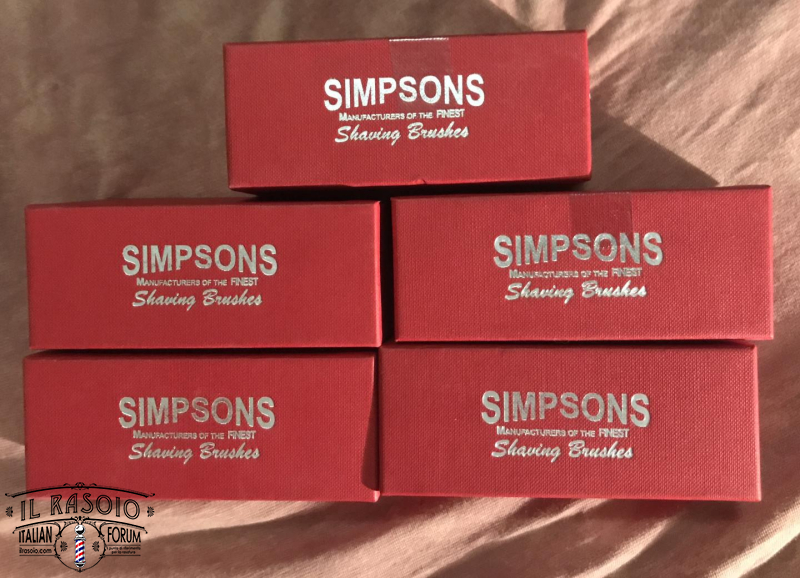 SIMPSONS
MANUFACTURERS OF THE FINEST
Shaving Brushes
SIMPSONS
MANUFACTURERS OF THE FINEST
Shaving Brushes
SIMPSONS
MANUFACTURERS OF THE FINEST
Shaving Brushes
SIMPSONS
MANUFACTURERS OF THE FINEST
Shaving Brushes
SIMPSONS
MANUFACTURERS OF THE FINEST
Shaving Brushes
IL RASOIO
ITALIAN FORUM
ilrasoio.com